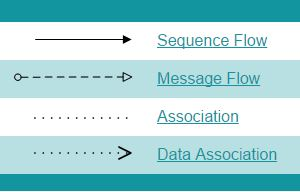 Sequence Flow
Message Flow
Association
Data Association